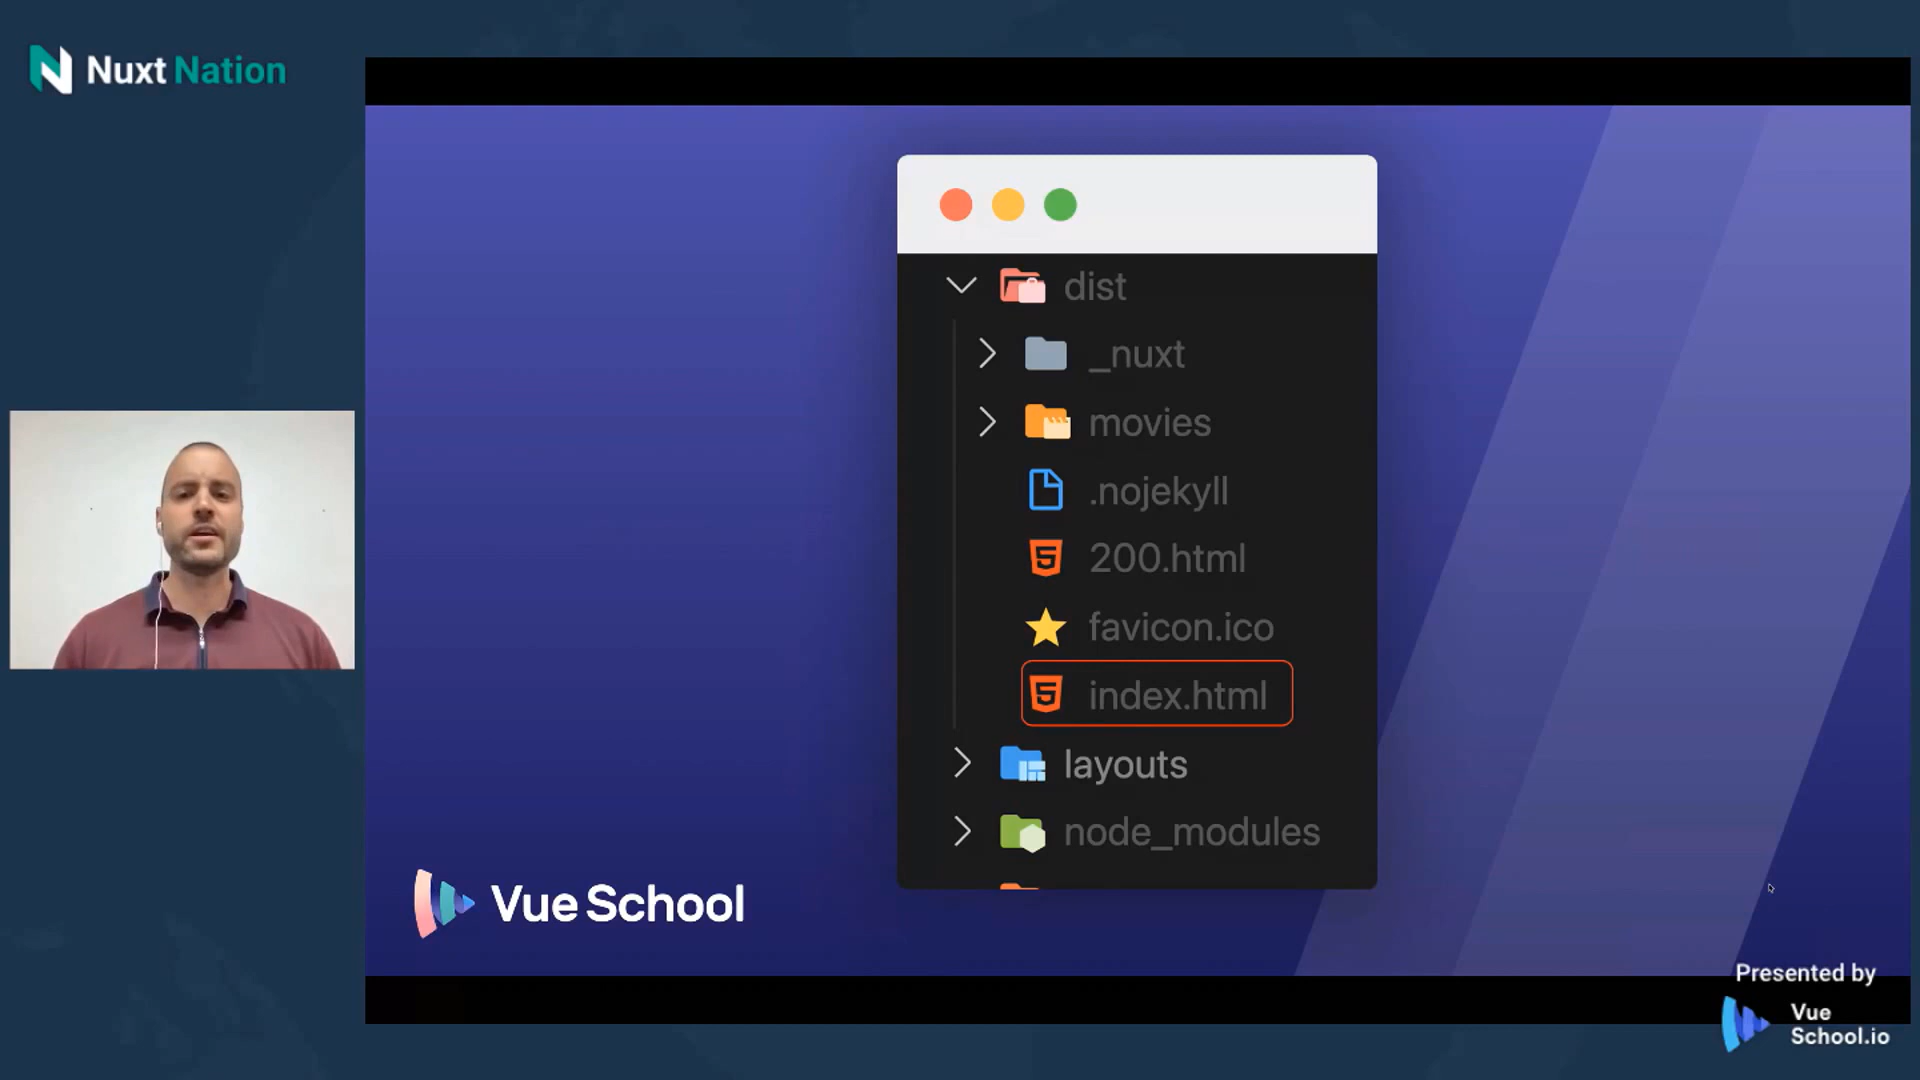 Nuxt Nation
dist
_nuxt
movies
.nojekyll
200.html
favicon.ico
index.html
layouts
node_modules
Vue School
Presented by
Vue
School.io